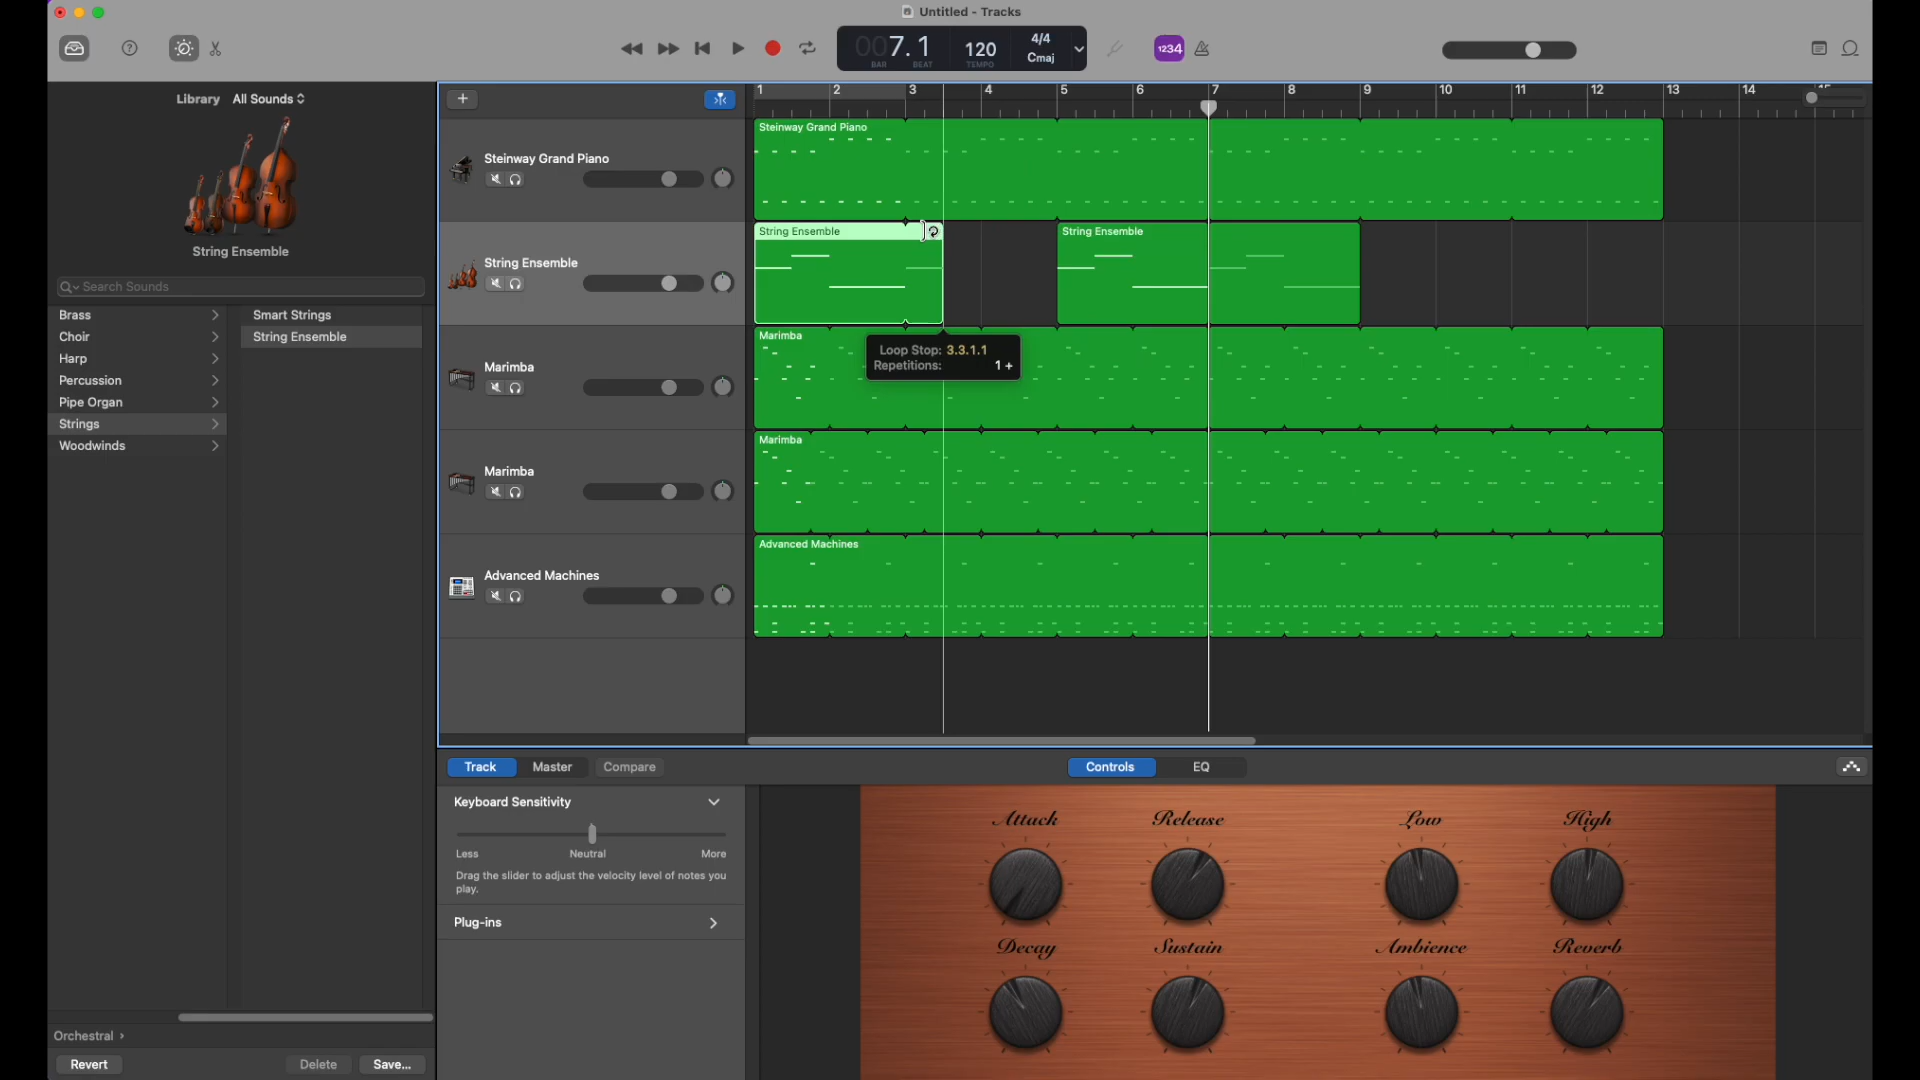 Untitled - Tracks
007.1
BAR BEAT
120
TEMPO
4/4
Cmaj
1234
Library All Sounds
String Ensemble
Search Sounds
Brass
Choir
Harp
Percussion
Pipe Organ
Strings
Woodwinds
Smart Strings
String Ensemble
Orchestral ›
Revert
Delete
Save...
1 2 3 4 5 6 7 8 9 10 11 12 13 14 15
Steinway Grand Piano
Steinway Grand Piano
String Ensemble
String Ensemble
String Ensemble
Loop Stop: 3.3.1.1
Repetitions: 1 +
Marimba
Marimba
Marimba
Marimba
Advanced Machines
Advanced Machines
Track
Master
Compare
Controls
EQ
Keyboard Sensitivity
Less
Neutral
More
Drag the slider to adjust the velocity level of notes you
play.
Plug-ins
Attack
Release
Low
High
Decay
Sustain
Ambience
Reverb